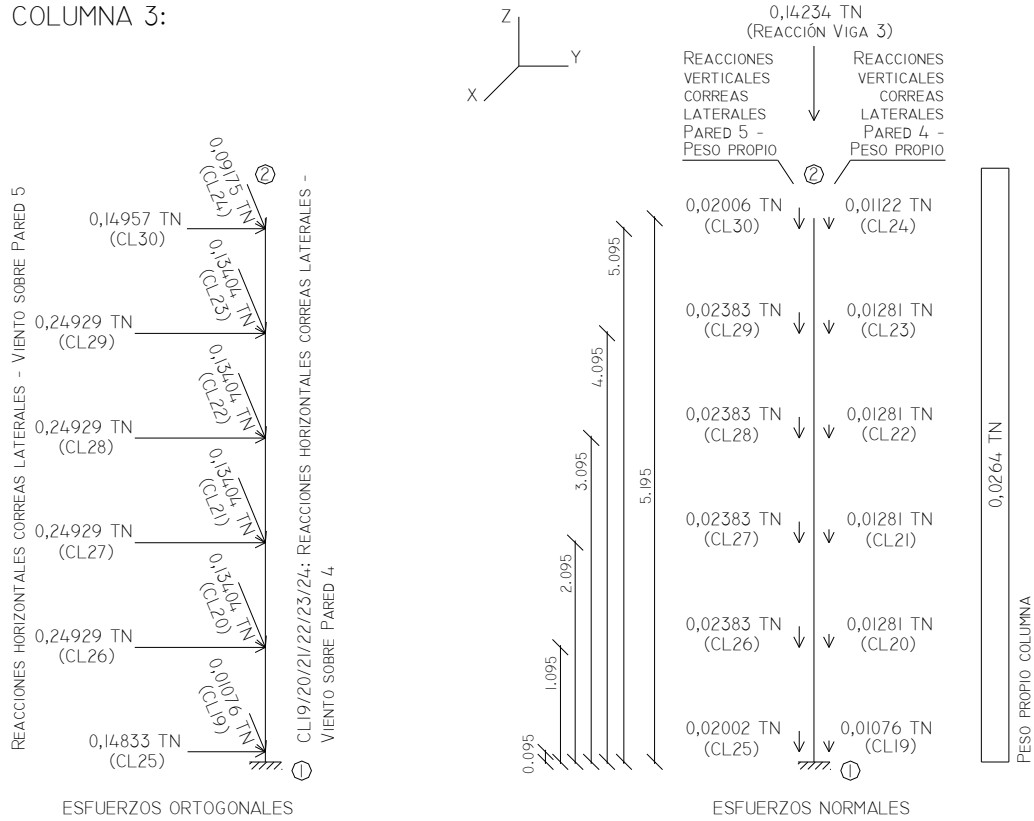 COLUMNA 3:
Z
Y
X
0,14234 TN
(REACCIÓN VIGA 3)
REACCIONES
VERTICALES
CORREAS
LATERALES
PARED 5 -
PESO PROPIO
REACCIONES
VERTICALES
CORREAS
LATERALES
PARED 4 -
PESO PROPIO
REACCIONES HORIZONTALES CORREAS LATERALES - VIENTO SOBRE PARED 5
2
0,14957 TN
(CL30)
0,24929 TN
(CL29)
0,24929 TN
(CL28)
0,24929 TN
(CL27)
0,24929 TN
(CL26)
0,14833 TN
(CL25)
0,09175 TN
(CL24)
0,13404 TN
(CL23)
0,13404 TN
(CL22)
0,13404 TN
(CL21)
0,13404 TN
(CL20)
0,01076 TN
(CL19)
1
CL19/20/21/22/23/24: REACCIONES HORIZONTALES CORREAS LATERALES -
VIENTO SOBRE PARED 4
ESFUERZOS ORTOGONALES
0.095
1.095
2.095
3.095
4.095
5.095
5.195
2
0,02006 TN
(CL30)
0,01122 TN
(CL24)
0,02383 TN
(CL29)
0,01281 TN
(CL23)
0,02383 TN
(CL28)
0,01281 TN
(CL22)
0,02383 TN
(CL27)
0,01281 TN
(CL21)
0,02383 TN
(CL26)
0,01281 TN
(CL20)
0,02002 TN
(CL25)
0,01076 TN
(CL19)
1
0,0264 TN
PESO PROPIO COLUMNA
ESFUERZOS NORMALES